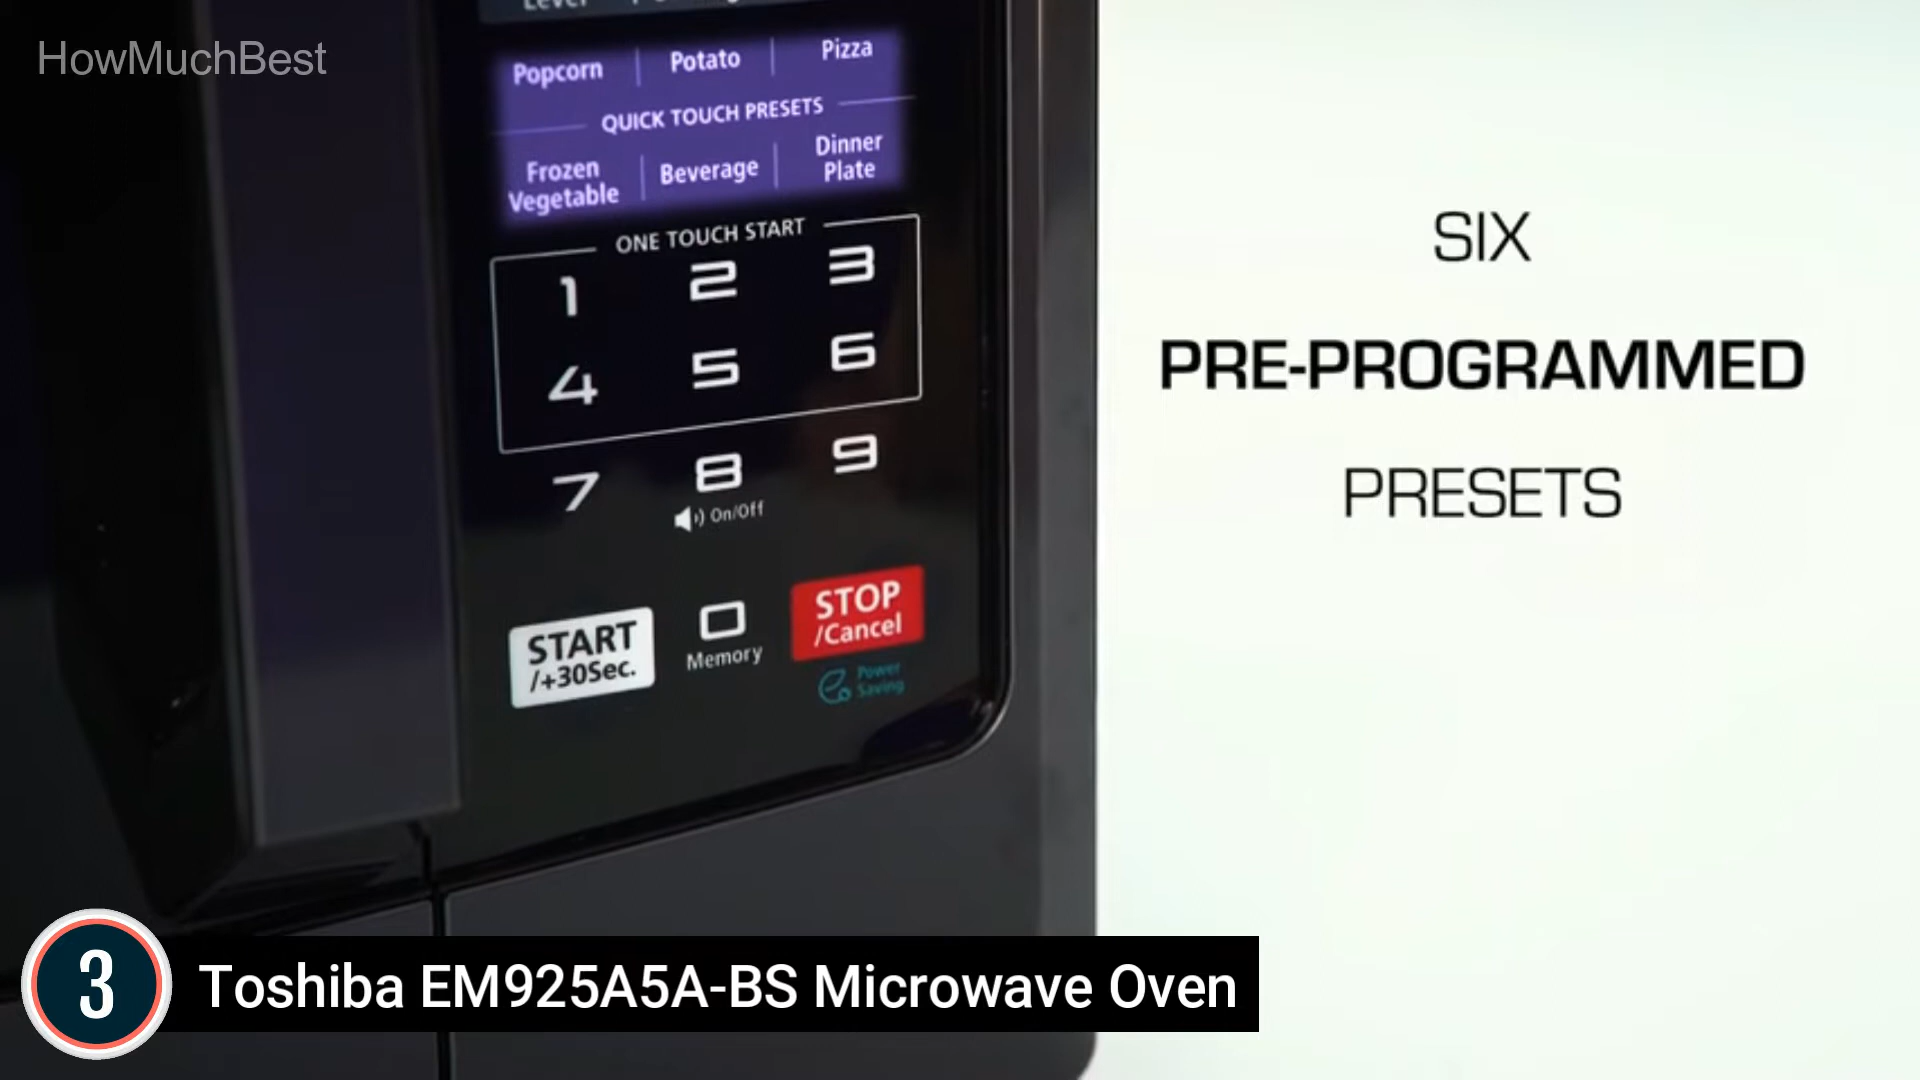 HowMuchBest
Level
Popcorn
Potato
Pizza
QUICK TOUCH PRESETS
Frozen
Vegetable
Beverage
Dinner
Plate
ONE TOUCH START
1 2 3
4 5 6
7 8 9
On/Off
START
/+30Sec.
0
Memory
STOP
/Cancel
Power
Saving
SIX
PRE-PROGRAMMED
PRESETS
3
Toshiba EM925A5A-BS Microwave Oven